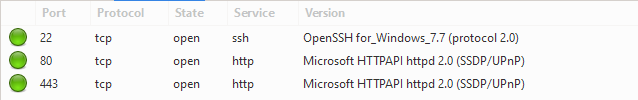 Port Protocol State Service Version
22 tcp open ssh OpenSSH for_Windows_7.7 (protocol 2.0)
80 tcp open http Microsoft HTTPAPI httpd 2.0 (SSDP/UPnP)
443 tcp open http Microsoft HTTPAPI httpd 2.0 (SSDP/UPnP)